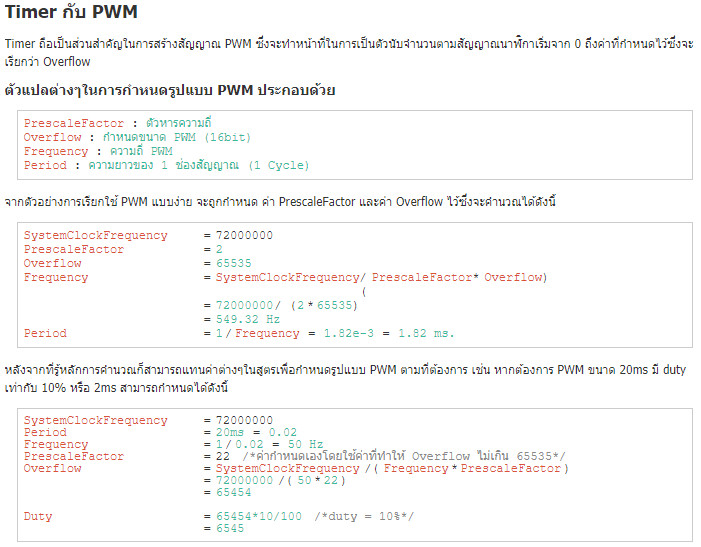 Timer กับ PWM
Timer ถือเป็นส่วนสำคัญในการสร้างสัญญาณ PWM ซึ่งจะทำหน้าที่ในการเป็นตัวนับจำนวนตามสัญญาณนาฬิกาเริ่มจาก 0 ถึงค่าที่กำหนดไว้ซึ่งจะ
เรียกว่า Overflow
ตัวแปลต่างๆในการกำหนดรูปแบบ PWM ประกอบด้วย
PrescaleFactor : ตัวหารความถี่
Overflow : กำหนดขนาด PWM (16bit)
Frequency : ความถี่ PWM
Period : ความยาวของ 1 ช่องสัญญาณ (1 Cycle)
จากตัวอย่างการเรียกใช้ PWM แบบง่าย จะถูกกำหนด ค่า PrescaleFactor และค่า Overflow ไว้ซึ่งจะคำนวณได้ดังนี้
SystemClockFrequency = 72000000
PrescaleFactor = 2
Overflow = 65535
Frequency = SystemClockFrequency/ PrescaleFactor* Overflow)
(
= 72000000/ (2*65535)
= 549.32 Hz
Period = 1/Frequency = 1.82e-3 = 1.82 ms.
หลังจากที่รู้หลักการคำนวณก็สามารถแทนค่าต่างๆในสูตรเพื่อกำหนดรูปแบบ PWM ตามที่ต้องการ เช่น หากต้องการ PWM ขนาด 20ms มี duty
เท่ากับ 10% หรือ 2ms สามารถกำหนดได้ดังนี้
SystemClockFrequency = 72000000
Period = 20ms = 0.02
Frequency = 1/0.02 = 50 Hz
PrescaleFactor = 22 /*ค่ากำหนดเองโดยใช้ค่าที่ทำให้ Overflow ไม่เกิน 65535*/
Overflow = SystemClockFrequency /( Frequency*PrescaleFactor)
= 72000000 /( 50*22)
= 65454
Duty = 65454*10/100 /*duty = 10%*/
= 6545